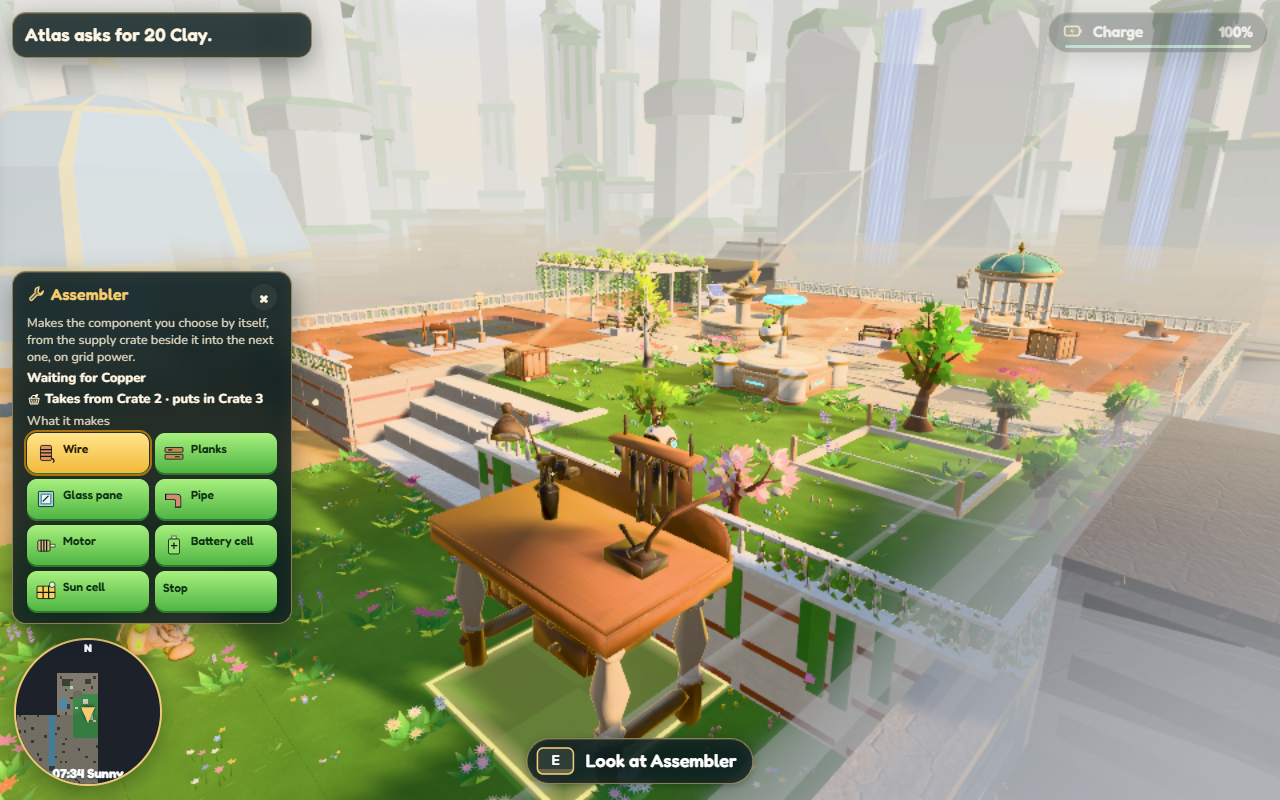 Atlas asks for 20 Clay.
Charge 100%
Assembler
Makes the component you choose by itself,
from the supply crate beside it into the next
one, on grid power.
Waiting for Copper
Takes from Crate 2 · puts in Crate 3
What it makes
Wire
Planks
Glass pane
Pipe
Motor
Battery cell
Sun cell
Stop
N
07:34 Sunny
E Look at Assembler